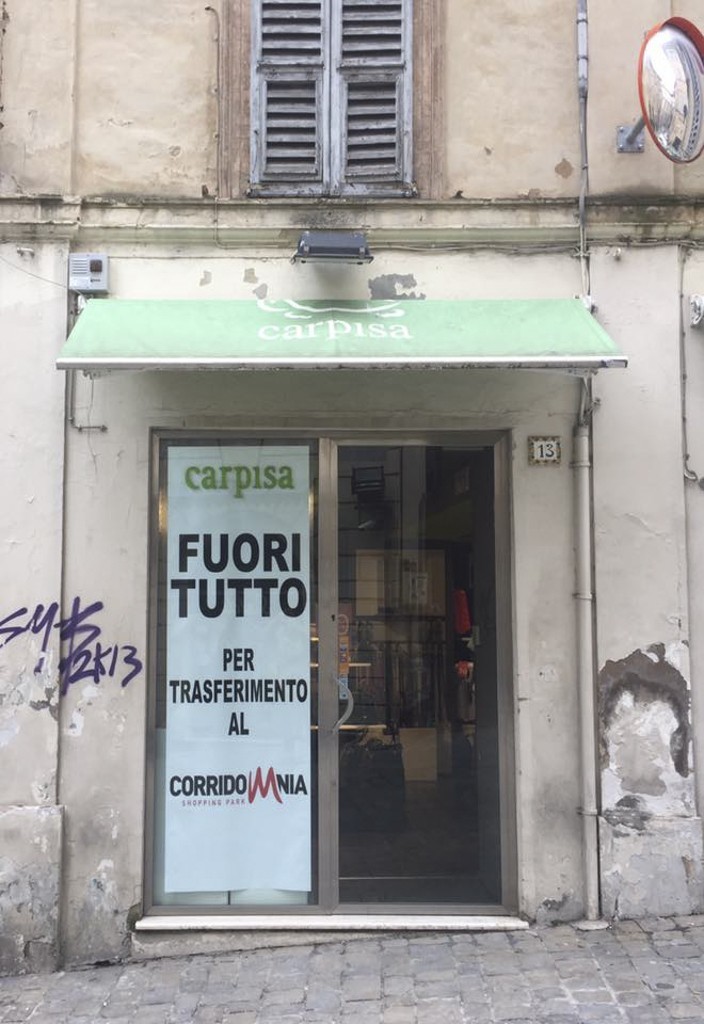 carpisa
13
carpisa
FUORI
TUTTO
PER
TRASFERIMENTO
AL
CORRIDOMNIA
SHOPPING PARK